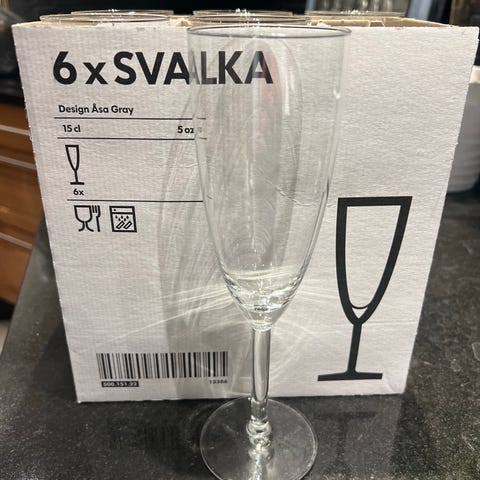 6 x SVALKA
Design Åsa Gray
15 cl 5 oz
6x
500.151.22 15386